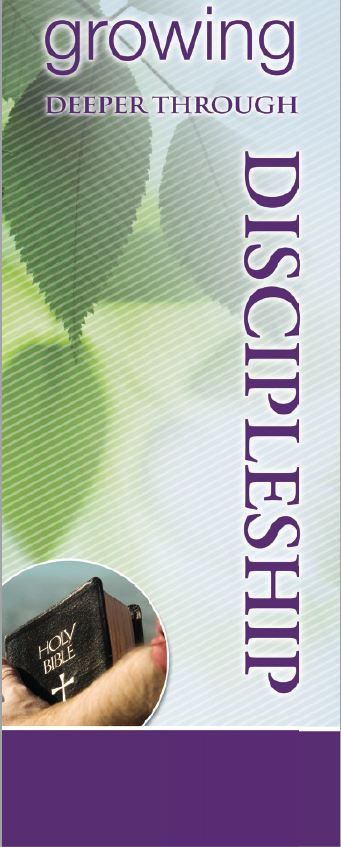 growing
DEEPER THROUGH
DISCIPLESHIP
HOLY
BIBLE